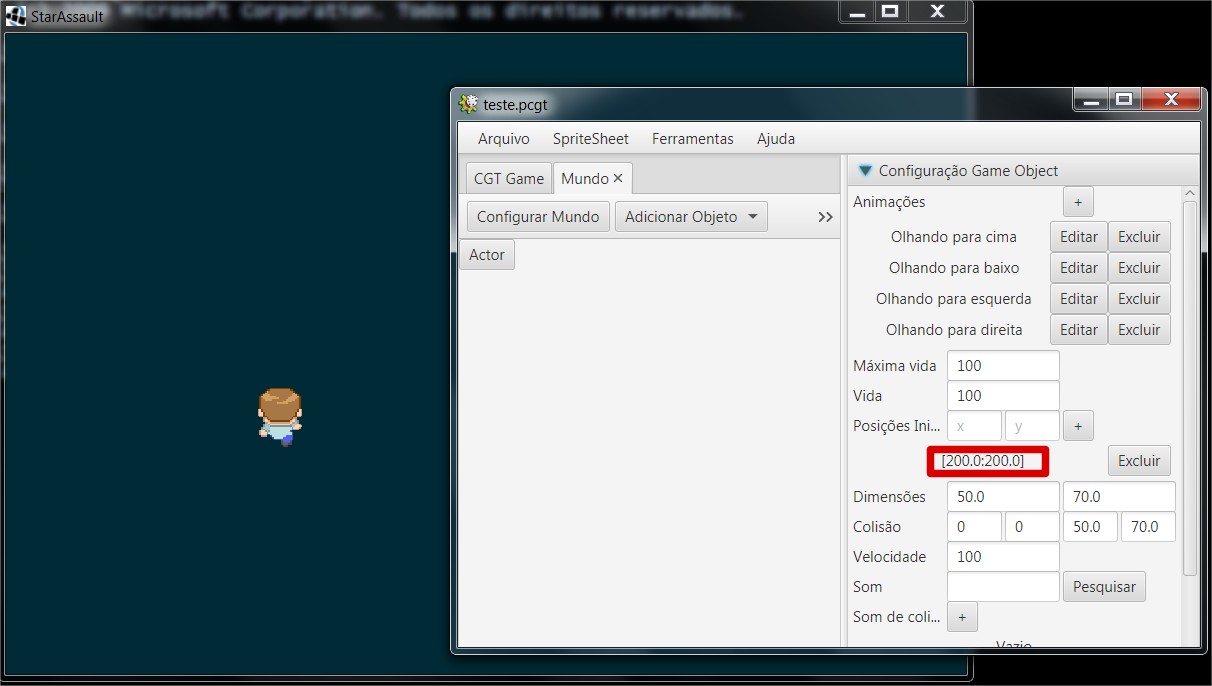 Microsoft Corporation. Todos os direitos reservados.
StarAssault
teste.pcgt
Arquivo SpriteSheet Ferramentas Ajuda
CGT Game Mundo
Configurar Mundo Adicionar Objeto
Actor
Configuração Game Object
Animações +
Olhando para cima Editar Excluir
Olhando para baixo Editar Excluir
Olhando para esquerda Editar Excluir
Olhando para direita Editar Excluir
Máxima vida 100
Vida 100
Posições Ini... x y +
[200.0:200.0] Excluir
Dimensões 50.0 70.0
Colisão 0 0 50.0 70.0
Velocidade 100
Som Pesquisar
Som de coli... +
Vazio